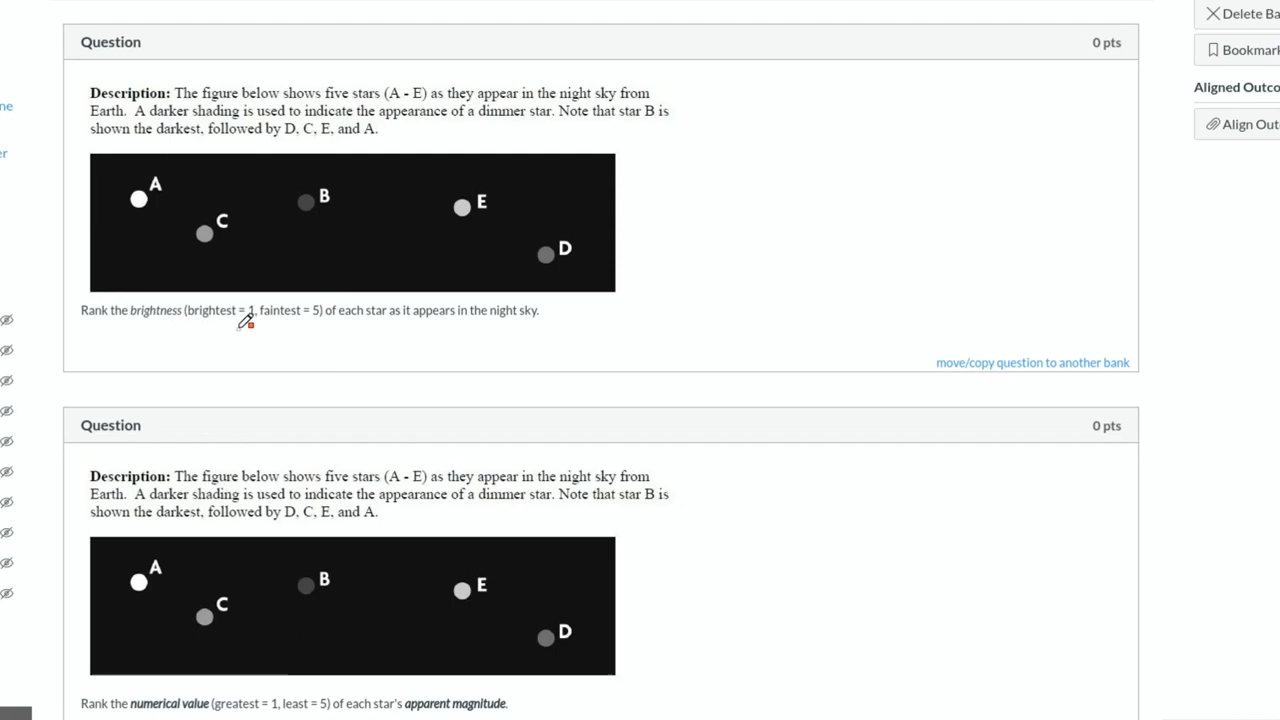 Delete Ba
Question
0 pts
Bookmark
Description: The figure below shows five stars (A - E) as they appear in the night sky from
Earth.  A darker shading is used to indicate the appearance of a dimmer star. Note that star B is
shown the darkest, followed by D, C, E, and A.
Aligned Outco
Align Out
ne
er
A
B
E
C
D
Rank the brightness (brightest = 1, faintest = 5) of each star as it appears in the night sky.
move/copy question to another bank
Question
0 pts
Description: The figure below shows five stars (A - E) as they appear in the night sky from
Earth.  A darker shading is used to indicate the appearance of a dimmer star. Note that star B is
shown the darkest, followed by D, C, E, and A.
A
B
E
C
D
Rank the numerical value (greatest = 1, least = 5) of each star's apparent magnitude.